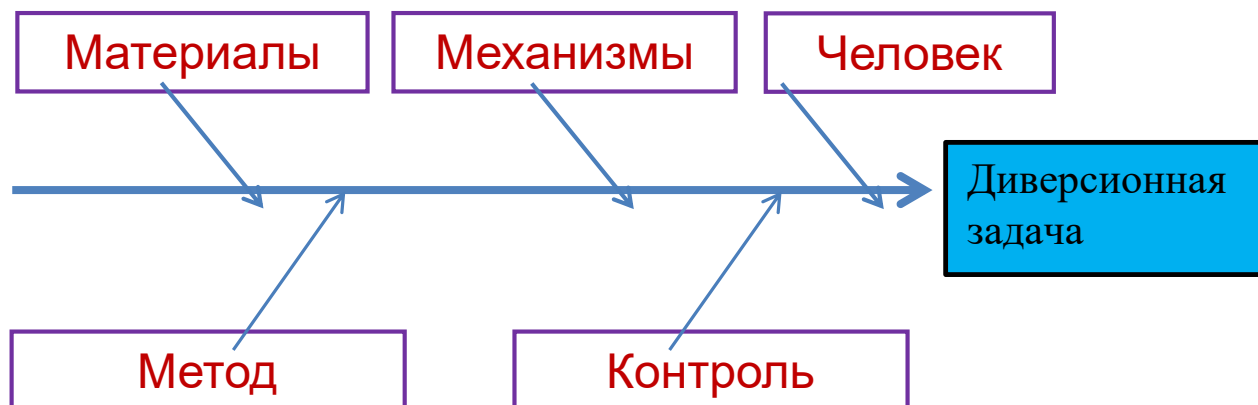 Материалы
Механизмы
Человек
Диверсионная
задача
Метод
Контроль